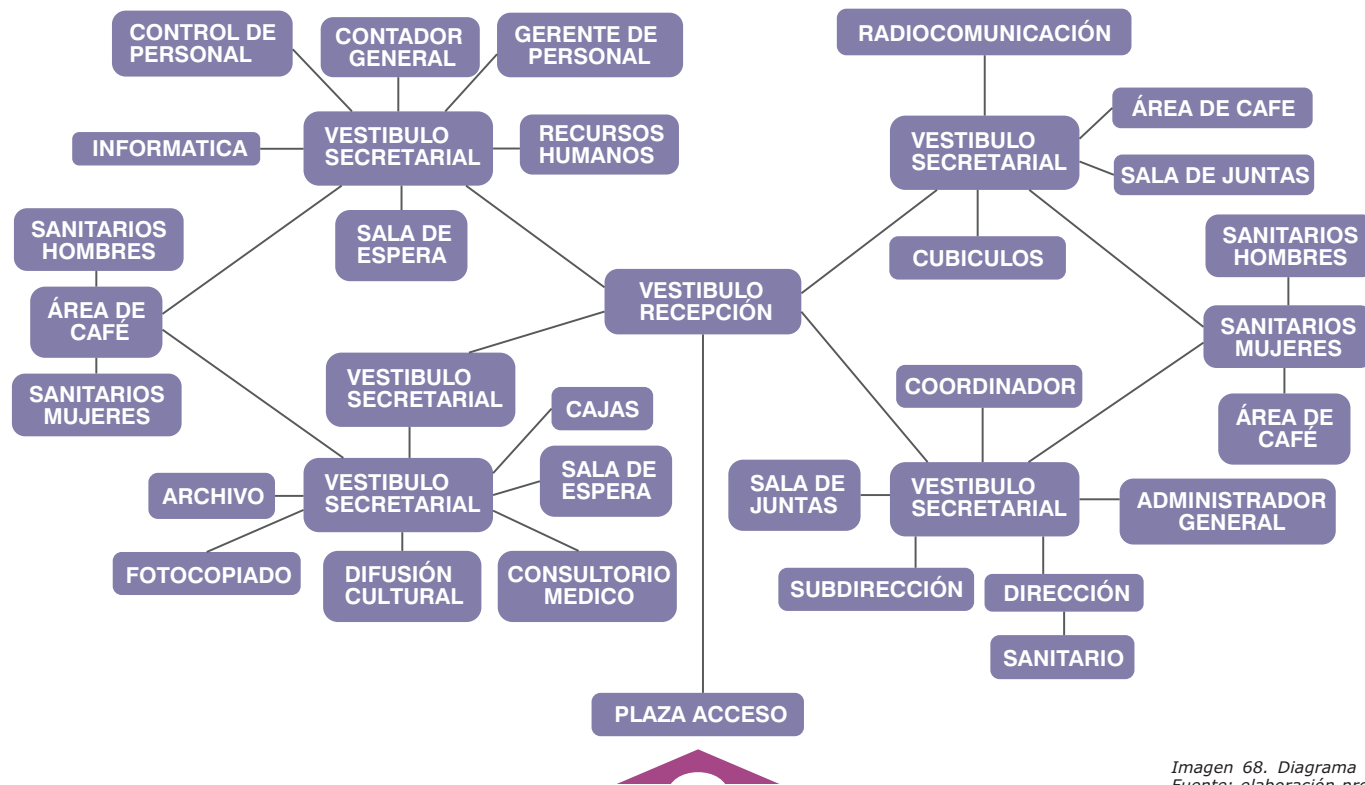 CONTROL DE
PERSONAL
CONTADOR
GENERAL
GERENTE DE
PERSONAL
INFORMATICA
VESTIBULO
SECRETARIAL
RECURSOS
HUMANOS
SALA DE
ESPERA
SANITARIOS
HOMBRES
ÁREA DE
CAFÉ
SANITARIOS
MUJERES
VESTIBULO
RECEPCIÓN
VESTIBULO
SECRETARIAL
CAJAS
ARCHIVO
VESTIBULO
SECRETARIAL
SALA DE
ESPERA
FOTOCOPIADO
DIFUSIÓN
CULTURAL
CONSULTORIO
MEDICO
RADIOCOMUNICACIÓN
VESTIBULO
SECRETARIAL
ÁREA DE CAFE
SALA DE JUNTAS
CUBICULOS
SANITARIOS
HOMBRES
SANITARIOS
MUJERES
ÁREA DE
CAFÉ
COORDINADOR
SALA DE
JUNTAS
VESTIBULO
SECRETARIAL
ADMINISTRADOR
GENERAL
SUBDIRECCIÓN
DIRECCIÓN
SANITARIO
PLAZA ACCESO
Imagen 68. Diagrama
Fuente: elaboración